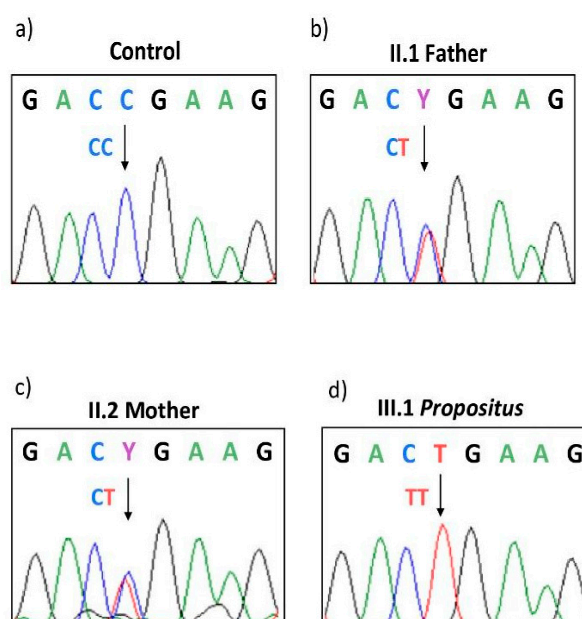 a)
Control
G A C C G A A G
CC
b)
II.1 Father
G A C Y G A A G
CT
c)
II.2 Mother
G A C Y G A A G
CT
d)
III.1 Propositus
G A C T G A A G
TT